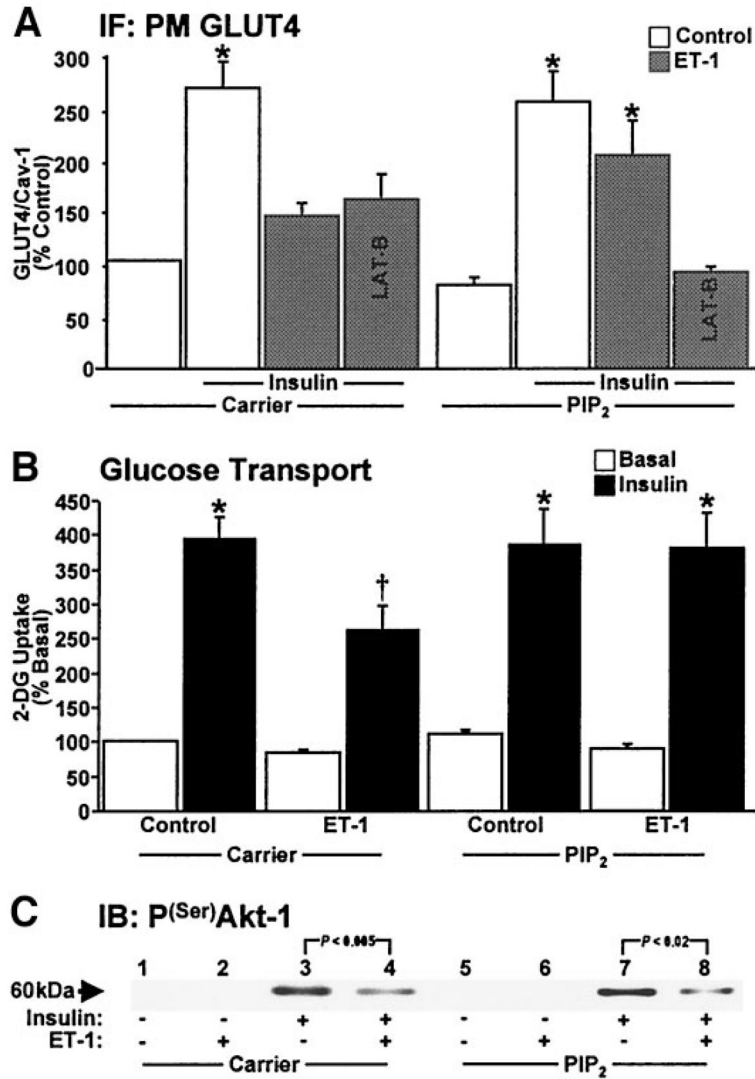 A IF: PM GLUT4
Control
ET-1
GLUT4/Cav-1
(% Control)
300
250
200
150
100
50
0
*
*
*
LAT-B
LAT-B
Insulin
Insulin
Carrier
PIP₂
B Glucose Transport
Basal
Insulin
2-DG Uptake
(% Basal)
450
400
350
300
250
200
150
100
50
0
*
†
*
*
Control ET-1 Control ET-1
Carrier
PIP₂
C IB: P(Ser)Akt-1
P < 0.005
P < 0.02
1 2 3 4 5 6 7 8
60kDa
Insulin: - - + + - - + +
ET-1: - + - + - + - +
Carrier
PIP₂